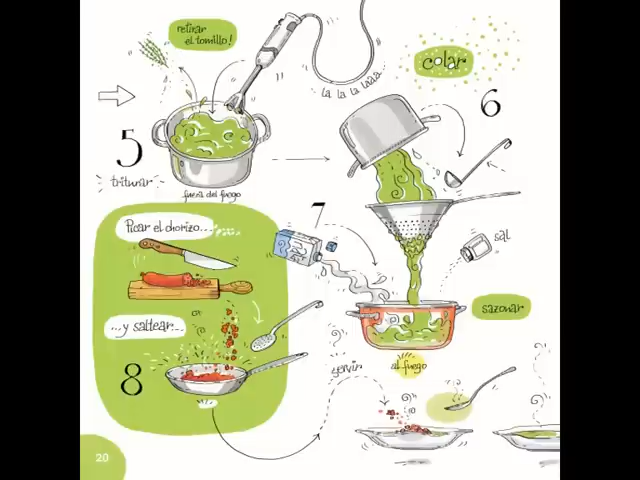 retirar
el tomillo!
colar
la la la laaa
6
5
triturar
fuera del fuego
7
Picar el chorizo...
sal
sazonar
...y saltear...
servir
al fuego
8
20